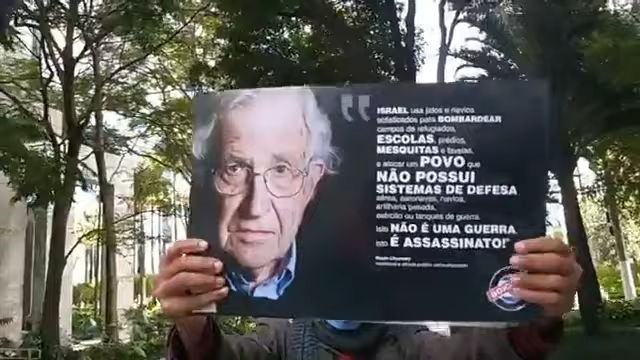 "
ISRAEL usa jatos e navios
sofisticados para BOMBARDEAR
campos de refugiados,
ESCOLAS, prédios,
MESQUITAS e favelas,
e atacar um POVO que
NÃO POSSUI
SISTEMAS DE DEFESA
aérea, aeronaves, navios,
artilharia pesada,
exército ou tanques de guerra.
Isto NÃO É UMA GUERRA
isto É ASSASSINATO!"
Noam Chomsky